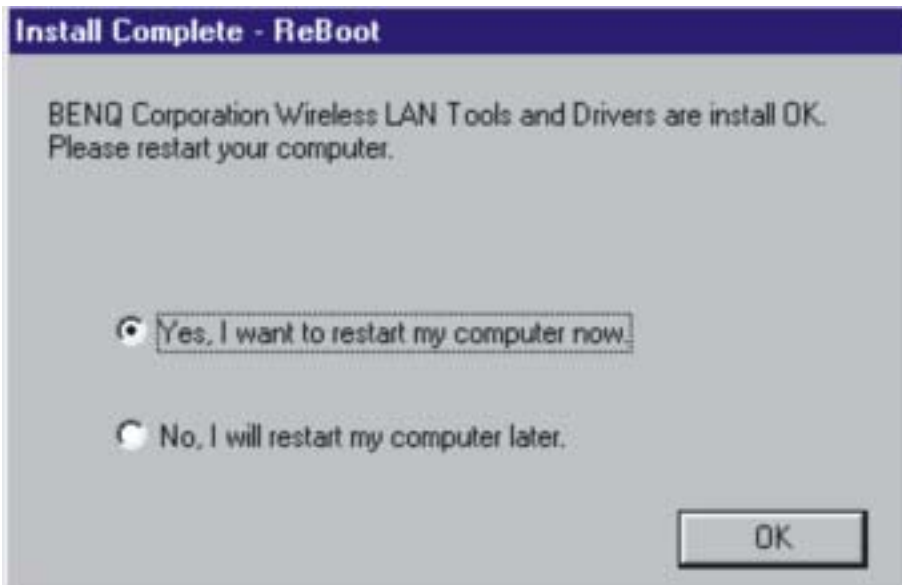 Install Complete - ReBoot
BENQ Corporation Wireless LAN Tools and Drivers are install OK.
Please restart your computer.
Yes, I want to restart my computer now.
No, I will restart my computer later.
OK